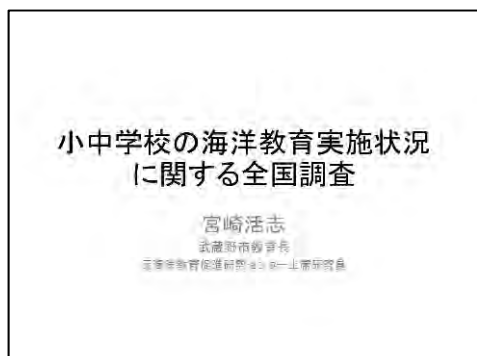 小中学校の海洋教育実施状況
に関する全国調査
宮崎活志
武蔵野市教育長